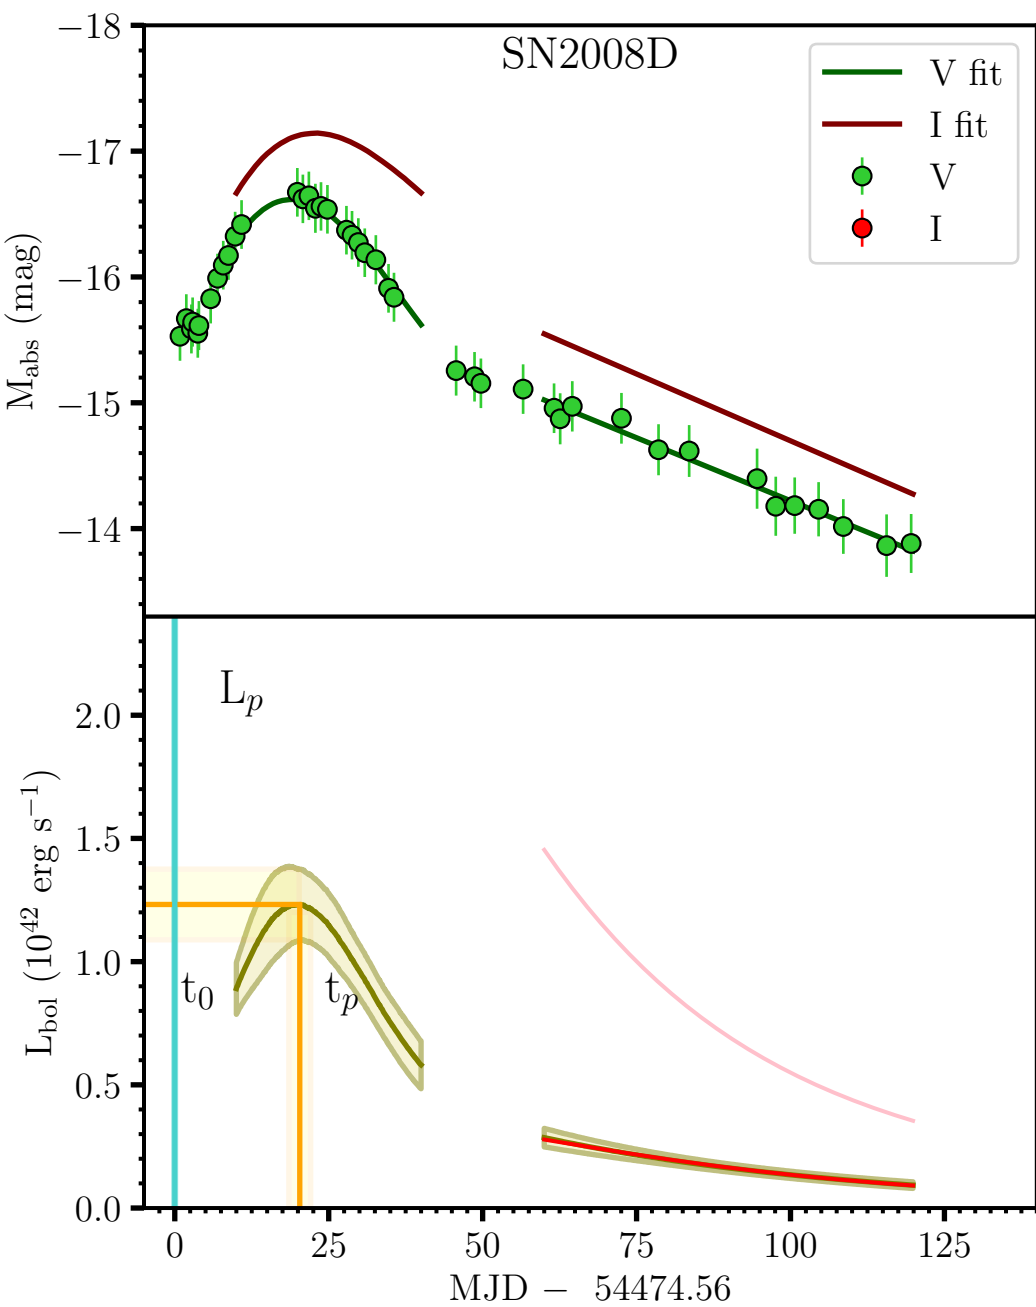 SN2008D
V fit
I fit
V
I
−18
−17
−16
−15
−14
M_abs (mag)
L_p
t_0
t_p
2.0
1.5
1.0
0.5
0.0
L_bol (10^42 erg s^−1)
0 25 50 75 100 125
MJD − 54474.56